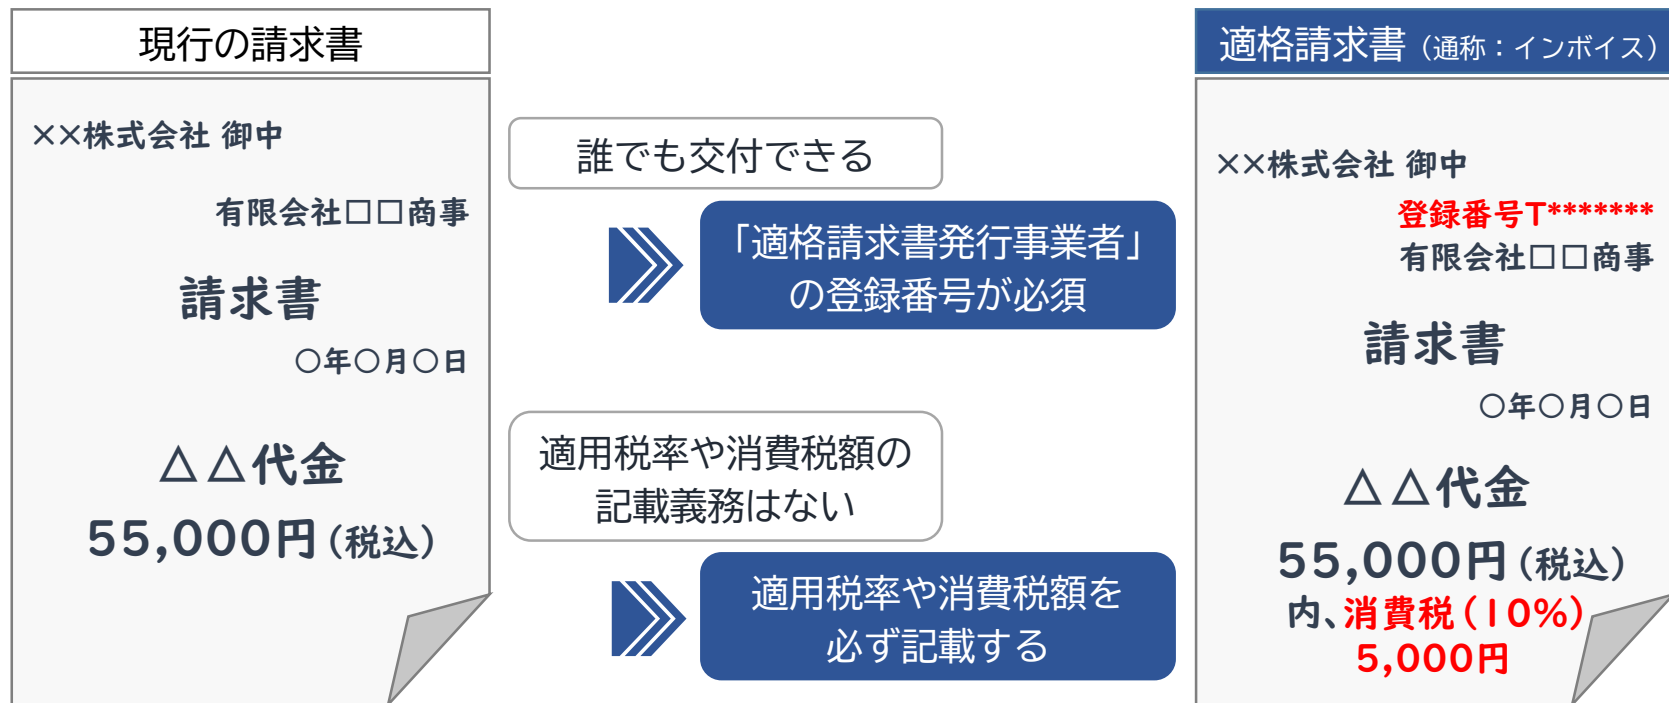 現行の請求書
××株式会社 御中
有限会社□□商事
請求書
○年○月○日
△△代金
55,000円(税込)
誰でも交付できる
「適格請求書発行事業者」
の登録番号が必須
適用税率や消費税額の
記載義務はない
適用税率や消費税額を
必ず記載する
適格請求書(通称:インボイス)
××株式会社 御中
登録番号T*******
有限会社□□商事
請求書
○年○月○日
△△代金
55,000円(税込)
内、消費税(10%)
5,000円